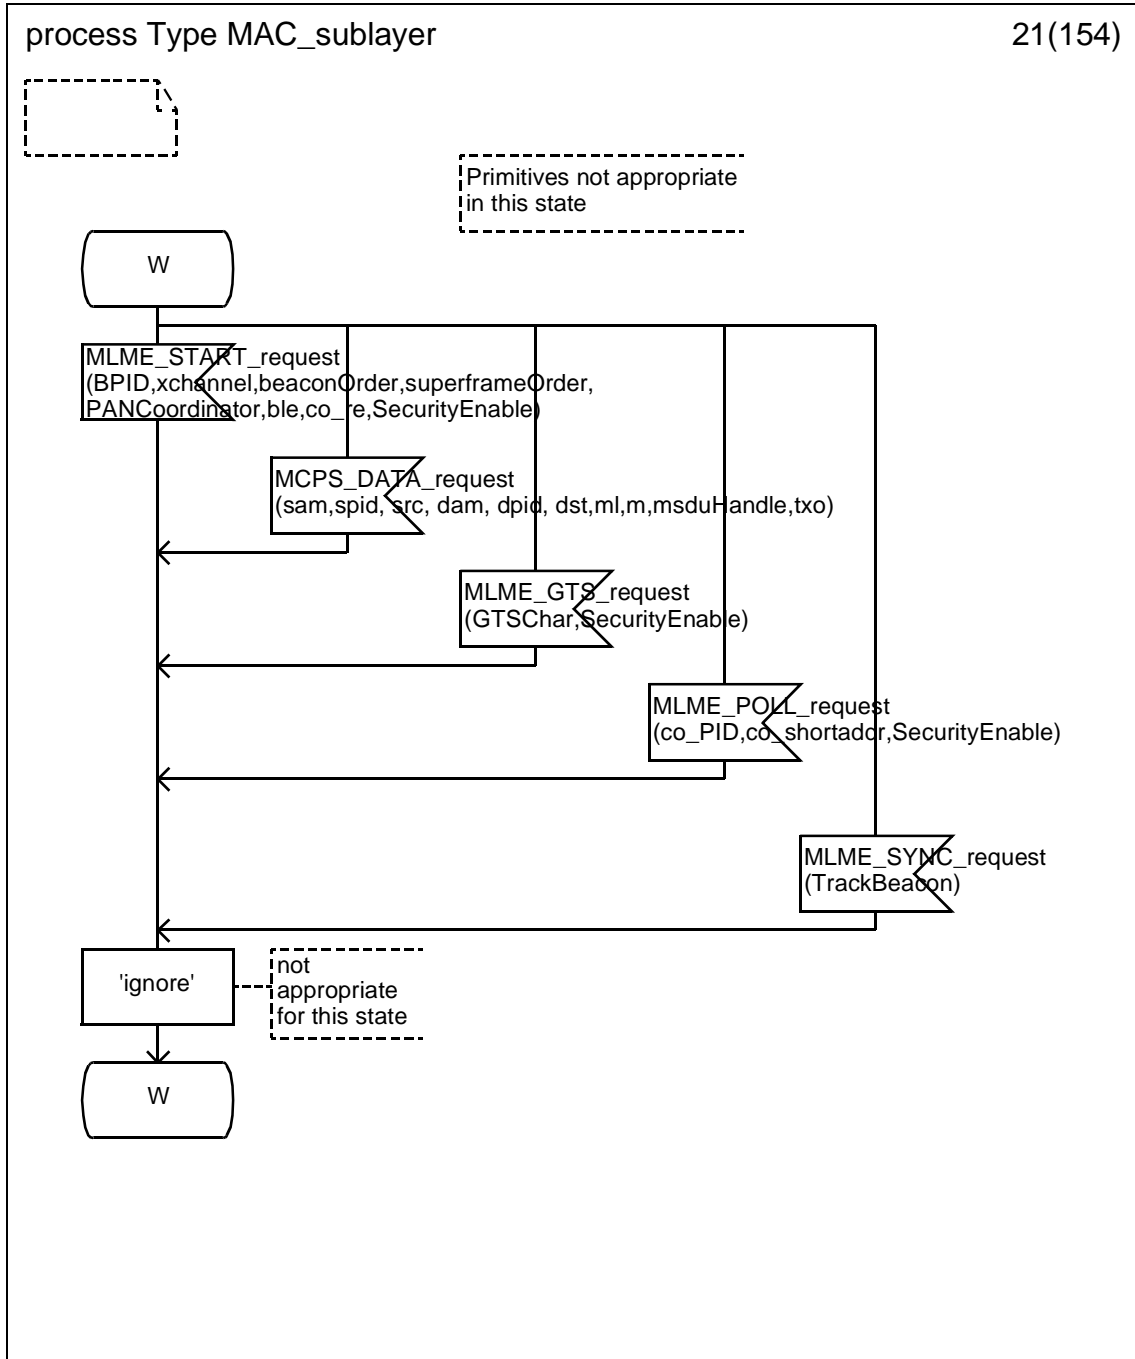 process Type MAC_sublayer
21(154)
Primitives not appropriate
in this state
W
MLME_START_request
(BPID,xchannel,beaconOrder,superframeOrder,
PANCoordinator,ble,co_re,SecurityEnable)
MCPS_DATA_request
(sam,spid, src, dam, dpid, dst,ml,m,msduHandle,txo)
MLME_GTS_request
(GTSChar,SecurityEnable)
MLME_POLL_request
(co_PID,co_shortaddr,SecurityEnable)
MLME_SYNC_request
(TrackBeacon)
'ignore'
not
appropriate
for this state
W